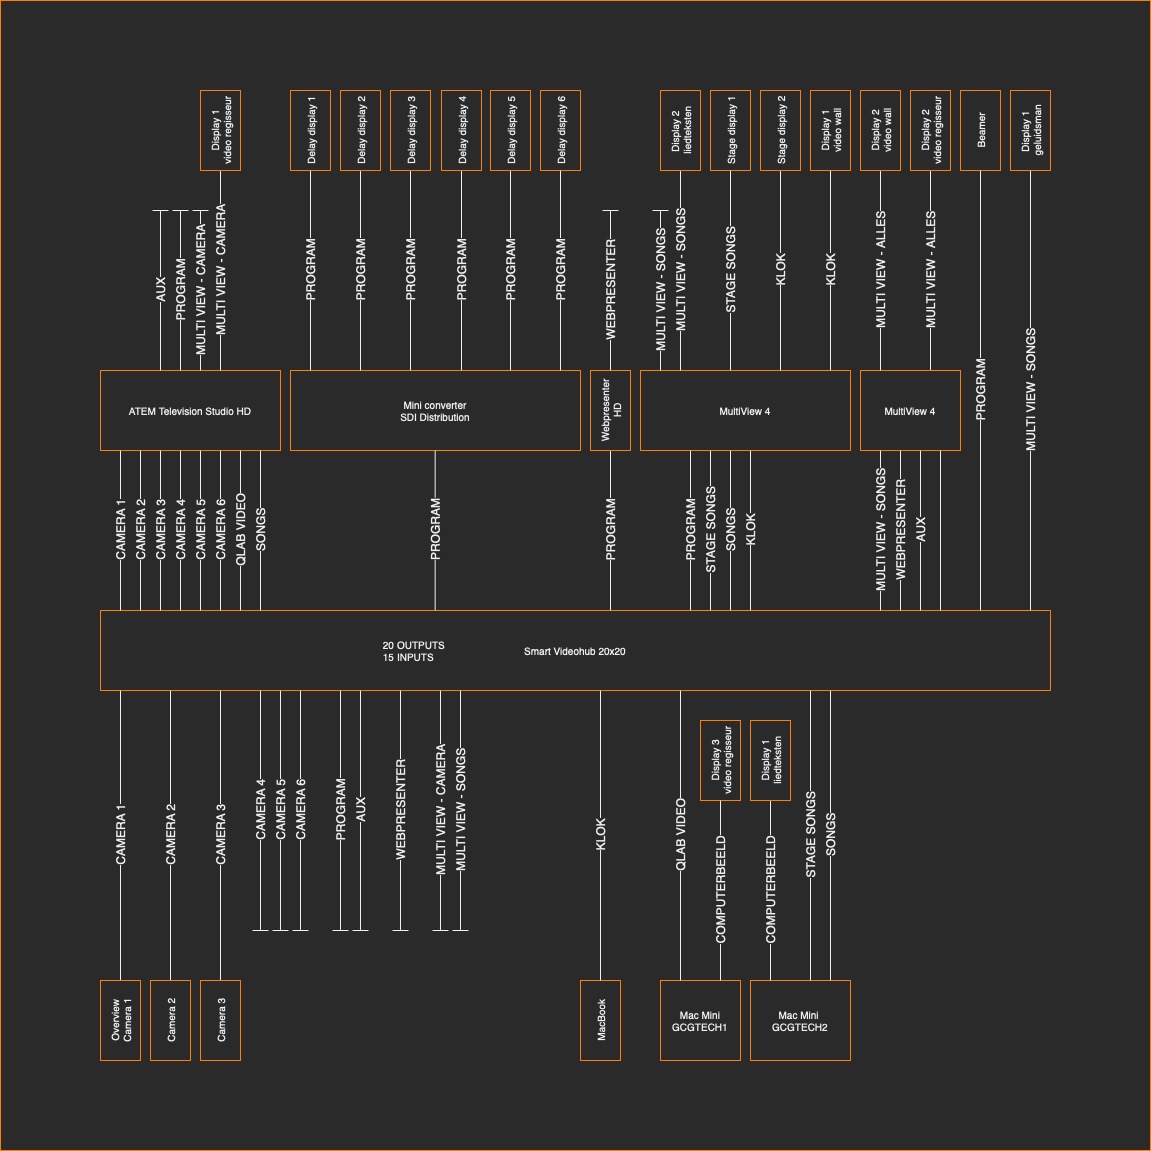 Display 1
video regisseur
Delay display 1
Delay display 2
Delay display 3
Delay display 4
Delay display 5
Delay display 6
Display 2
liedteksten
Stage display 1
Stage display 2
Display 1
video wall
Display 2
video wall
Display 2
video regisseur
Beamer
Display 1
geluidsman
AUX
PROGRAM
MULTI VIEW - CAMERA
MULTI VIEW - CAMERA
PROGRAM
PROGRAM
PROGRAM
PROGRAM
PROGRAM
PROGRAM
WEBPRESENTER
MULTI VIEW - SONGS
MULTI VIEW - SONGS
STAGE SONGS
KLOK
KLOK
MULTI VIEW - ALLES
MULTI VIEW - ALLES
PROGRAM
MULTI VIEW - SONGS
ATEM Television Studio HD
Mini converter
SDI Distribution
Webpresenter
HD
MultiView 4
MultiView 4
CAMERA 1
CAMERA 2
CAMERA 3
CAMERA 4
CAMERA 5
CAMERA 6
QLAB VIDEO
SONGS
PROGRAM
PROGRAM
PROGRAM
STAGE SONGS
SONGS
KLOK
MULTI VIEW - SONGS
WEBPRESENTER
AUX
20 OUTPUTS
15 INPUTS
Smart Videohub 20x20
CAMERA 1
CAMERA 2
CAMERA 3
CAMERA 4
CAMERA 5
CAMERA 6
PROGRAM
AUX
WEBPRESENTER
MULTI VIEW - CAMERA
MULTI VIEW - SONGS
KLOK
QLAB VIDEO
Display 3
video regisseur
COMPUTERBEELD
Display 1
liedteksten
COMPUTERBEELD
STAGE SONGS
SONGS
Overview
Camera 1
Camera 2
Camera 3
MacBook
Mac Mini
GCGTECH1
Mac Mini
GCGTECH2